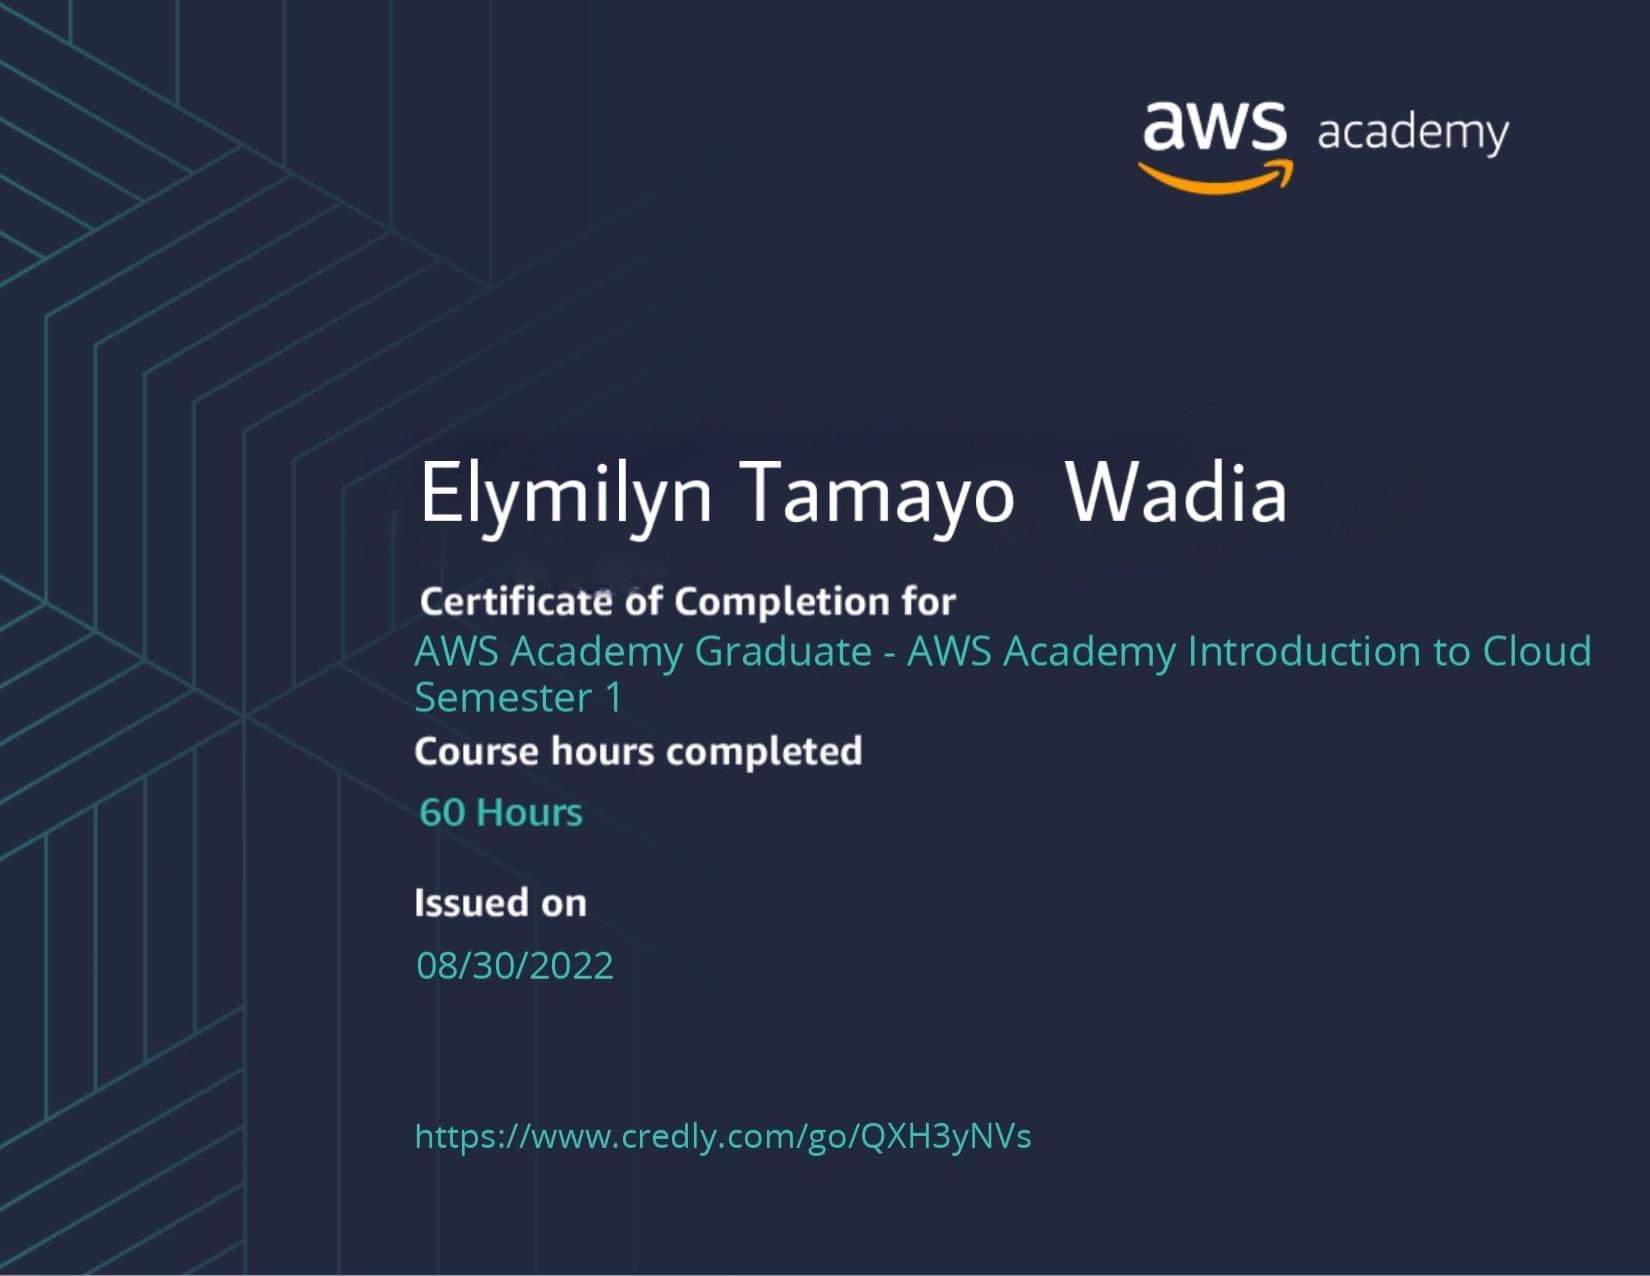 aws academy
Elymilyn Tamayo  Wadia
Certificate of Completion for
AWS Academy Graduate - AWS Academy Introduction to Cloud
Semester 1
Course hours completed
60 Hours
Issued on
08/30/2022
https://www.credly.com/go/QXH3yNVs